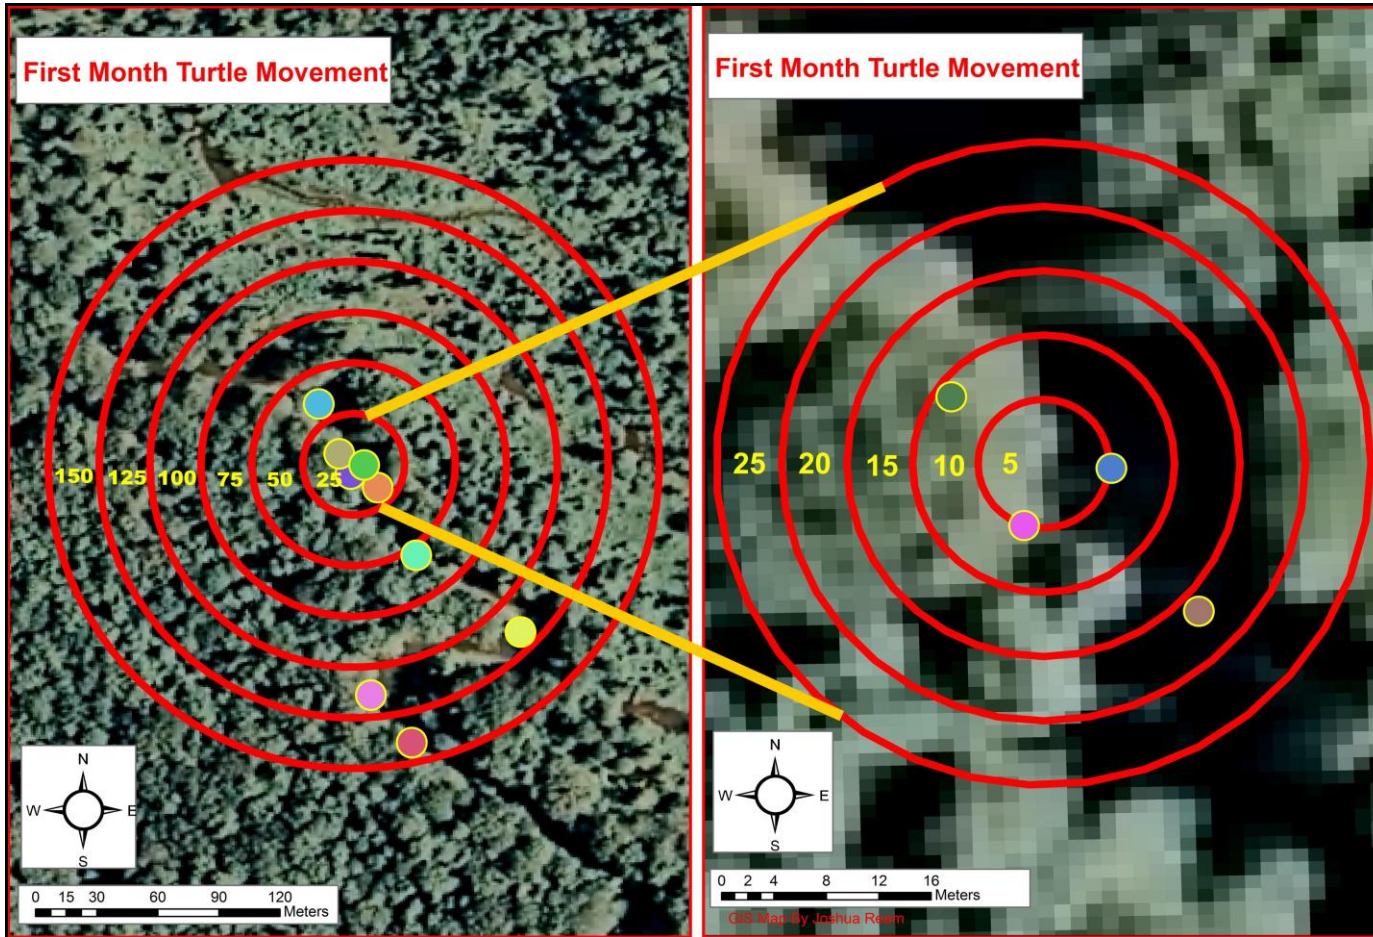 First Month Turtle Movement
150 125 100 75 50 25
N
W E
S
0 15 30 60 90 120
Meters
First Month Turtle Movement
25 20 15 10 5
N
W E
S
0 2 4 8 12 16
Meters
GIS Map By Joshua Ream